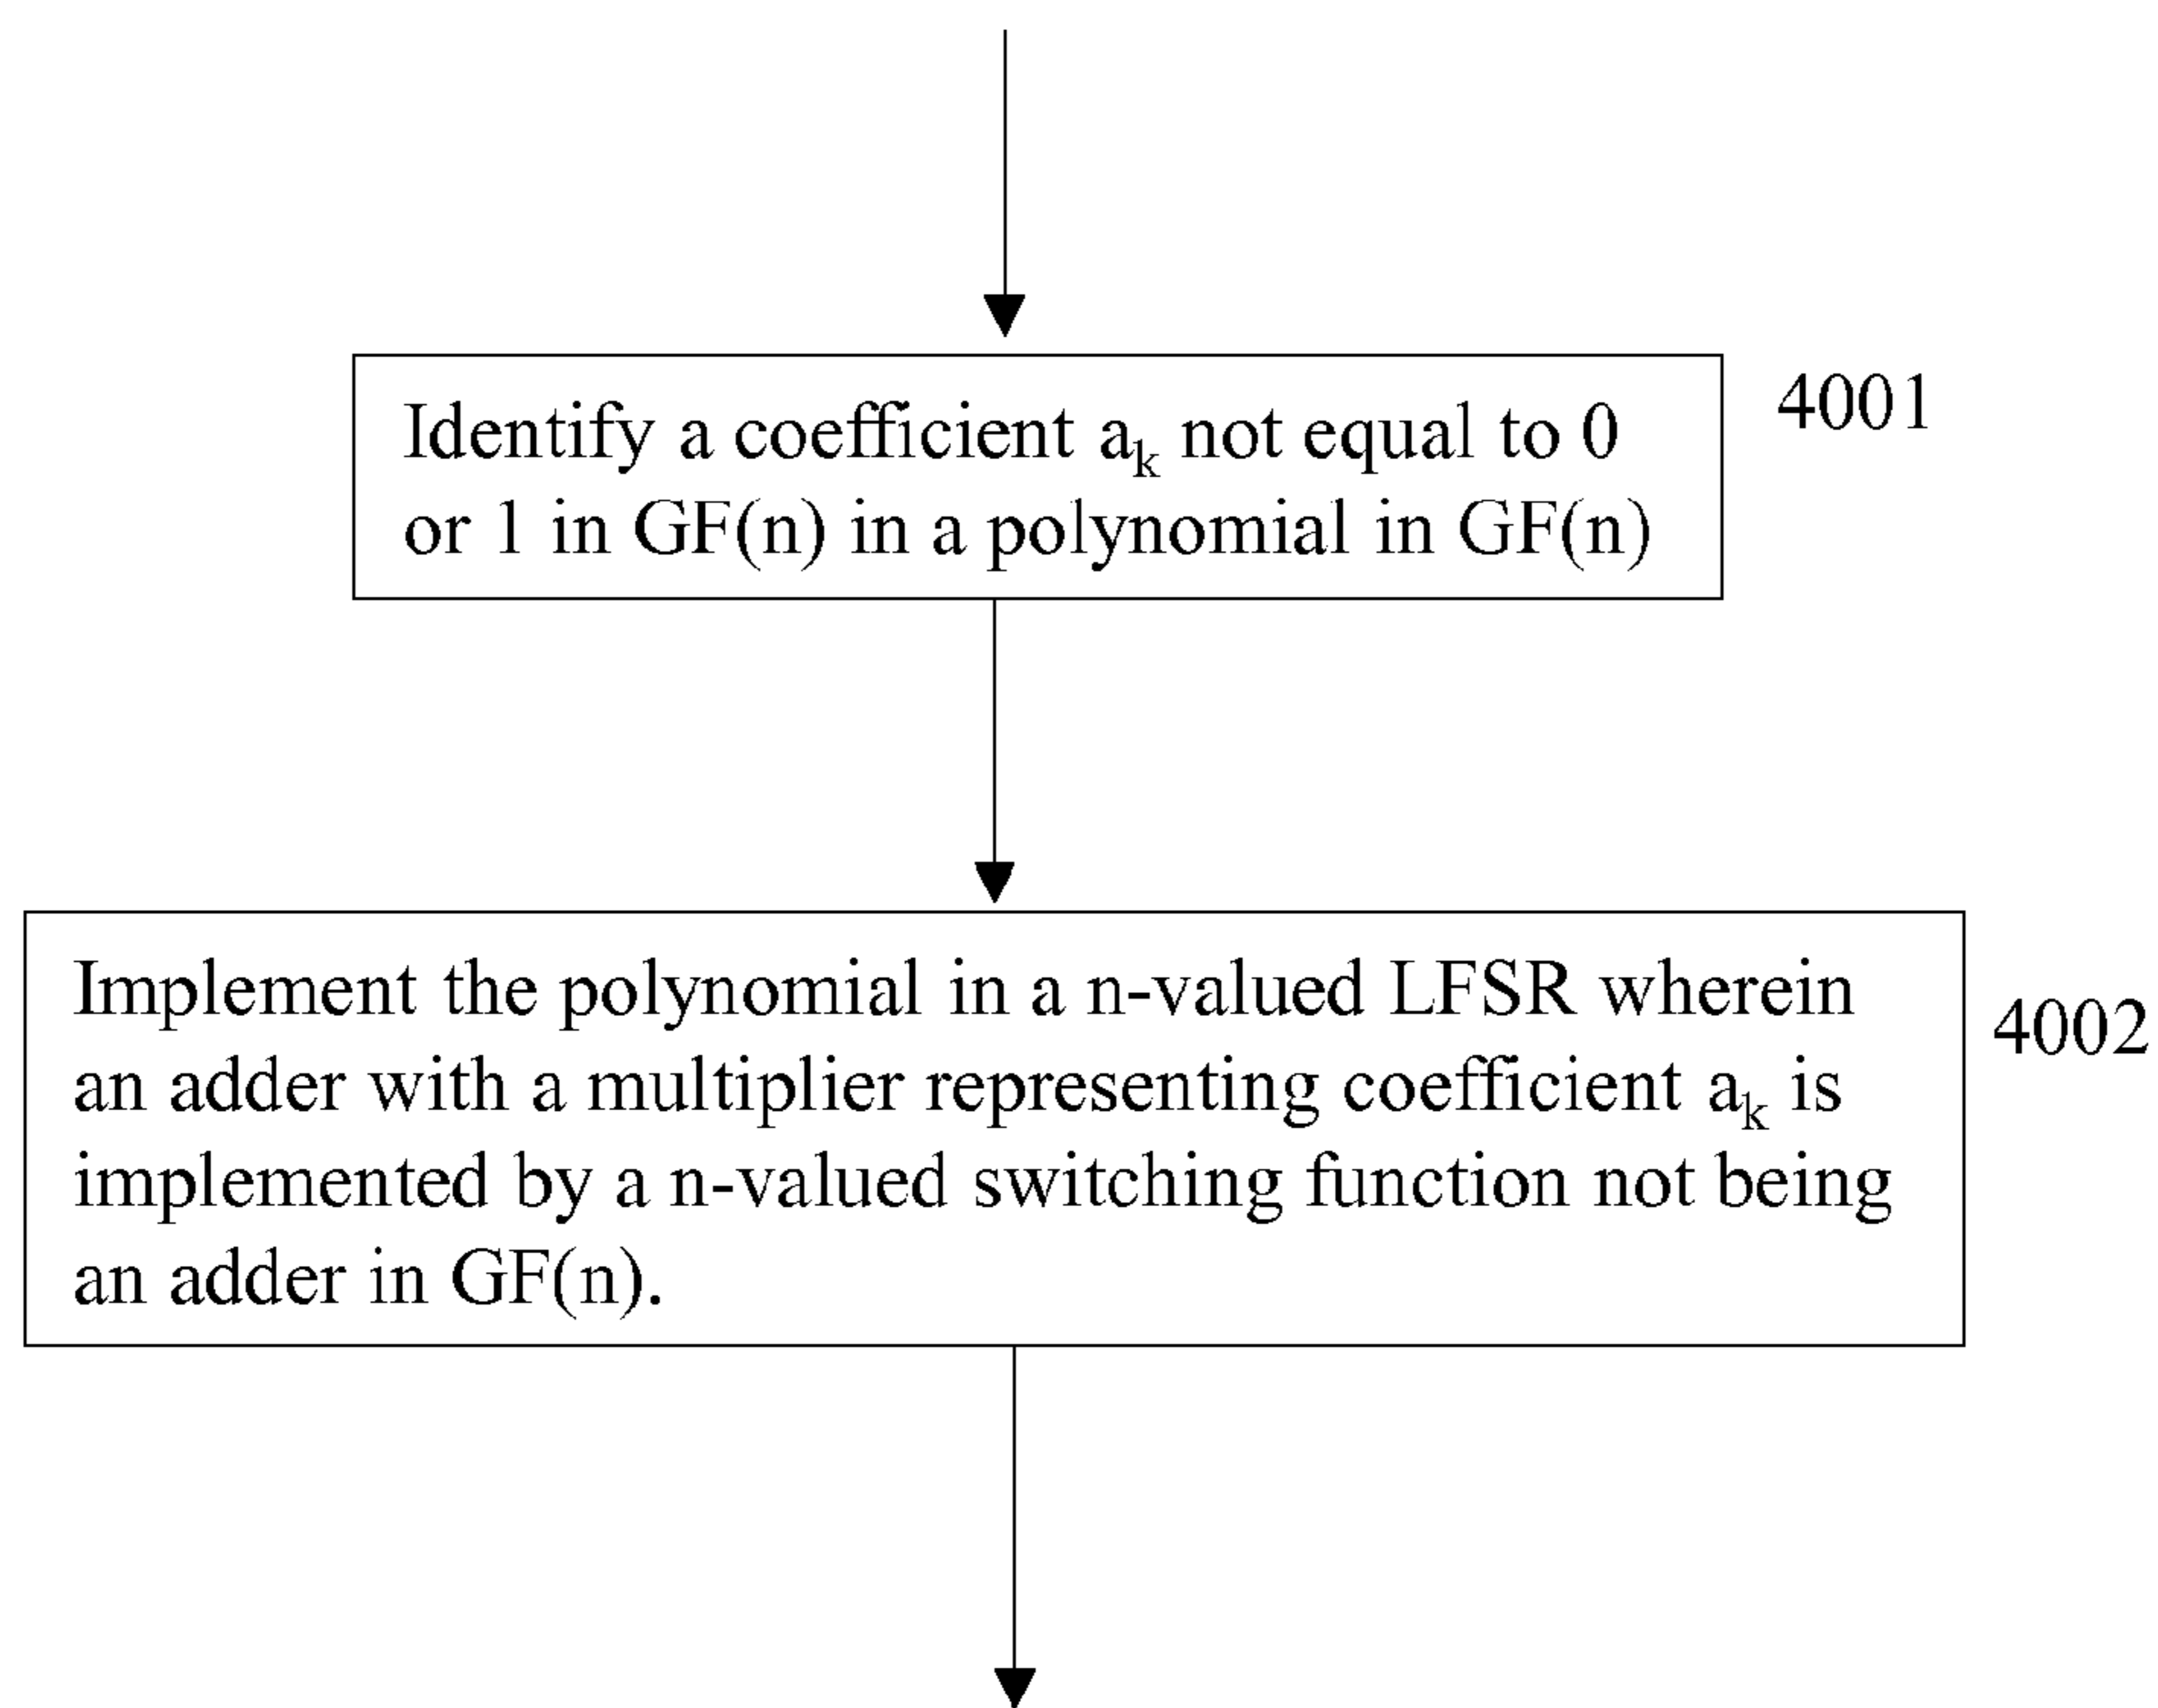 Identify a coefficient aₖ not equal to 0
or 1 in GF(n) in a polynomial in GF(n)
4001
Implement the polynomial in a n-valued LFSR wherein
an adder with a multiplier representing coefficient aₖ is
implemented by a n-valued switching function not being
an adder in GF(n).
4002